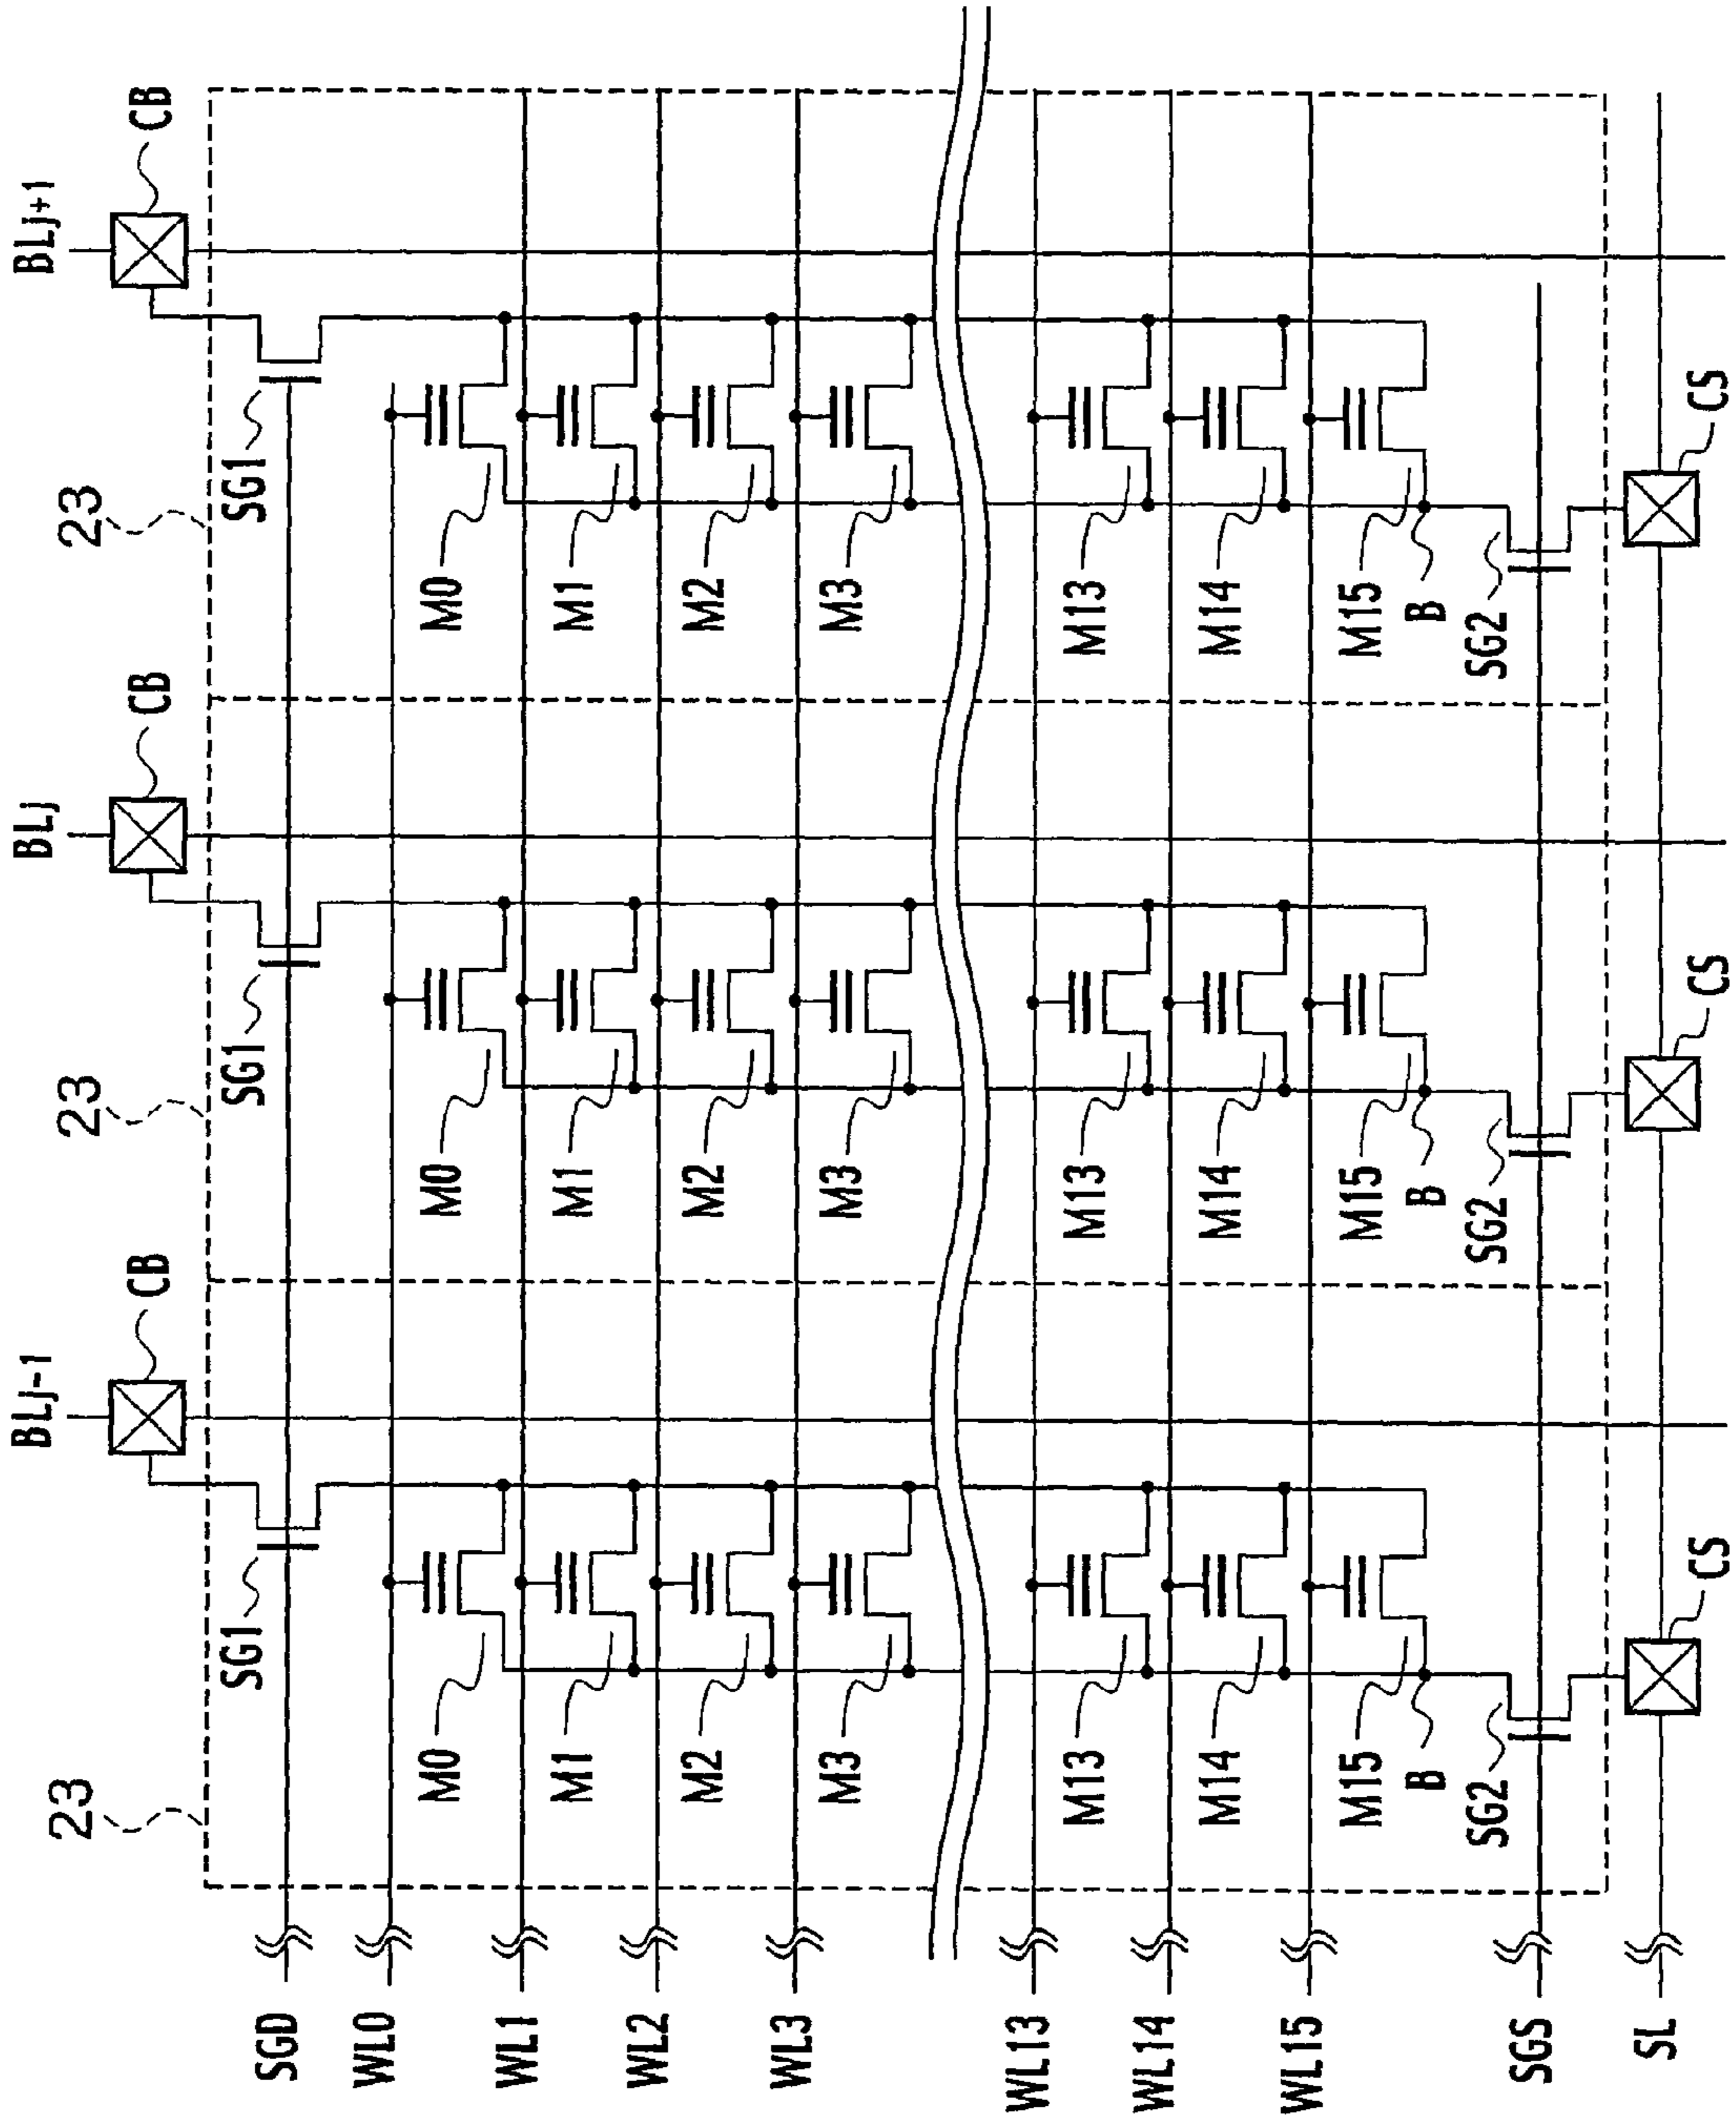 BLj-1 BLj BLj+1
23 23 23
CB CB CB
SG1 SG1 SG1
SGD
WL0
M0 M0 M0
WL1
M1 M1 M1
WL2
M2 M2 M2
WL3
M3 M3 M3
WL13
M13 M13 M13
WL14
M14 M14 M14
WL15
M15 M15 M15
B B B
SG2 SG2 SG2
SGS
SL
CS CS CS